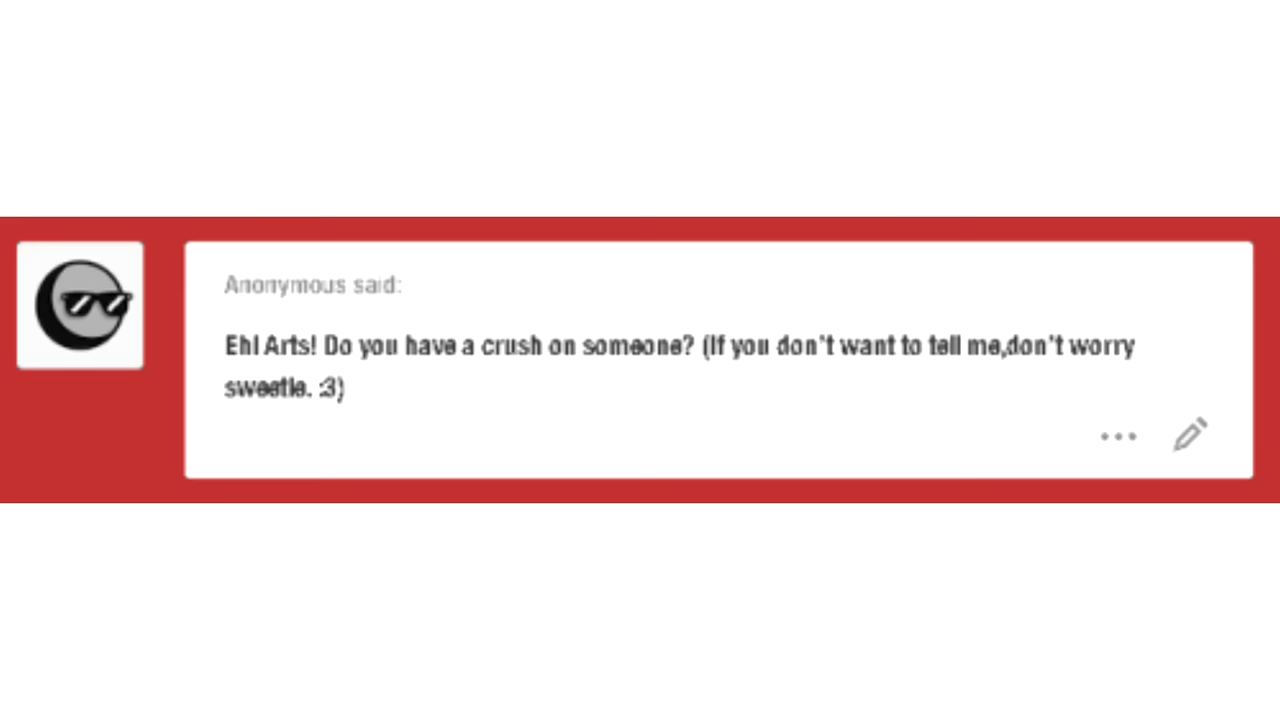 Anonymous said:
Eh! Arts! Do you have a crush on someone? (If you don't want to tell me,don't worry
sweetie. :3)